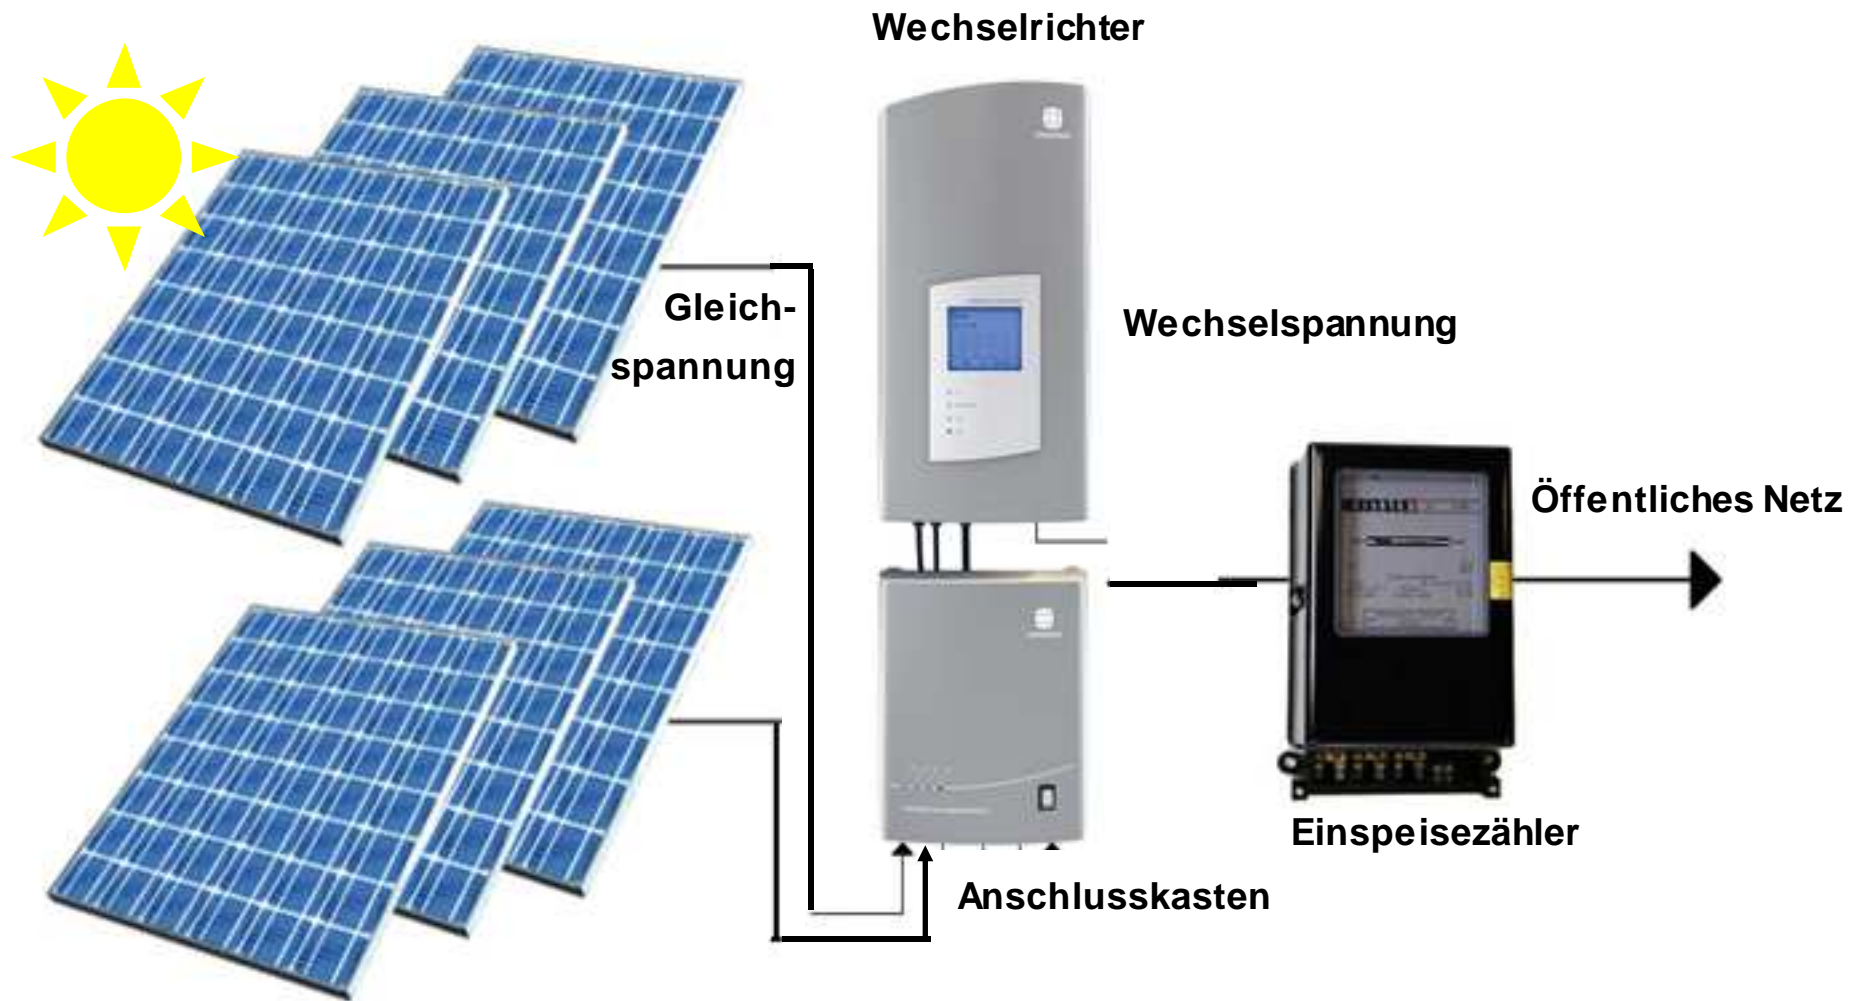 Wechselrichter
Gleich-
spannung
Wechselspannung
Öffentliches Netz
Einspeisezähler
Anschlusskasten